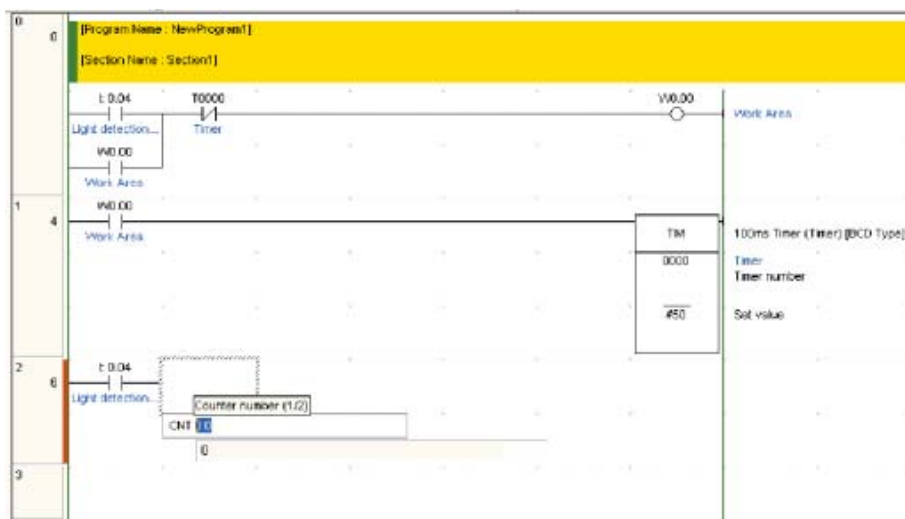 0
0
[Program Name : NewProgram1]
[Section Name : Section1]
I: 0.04
T0000
W0.00
Light detection...
Timer
Work Area
W0.00
Work Area
1
4
W0.00
Work Area
TIM
100ms Timer (Timer) [BCD Type]
0000
Timer
Timer number
#50
Set value
2
6
I: 0.04
Light detection...
Counter number (1/2)
CNT
0
3